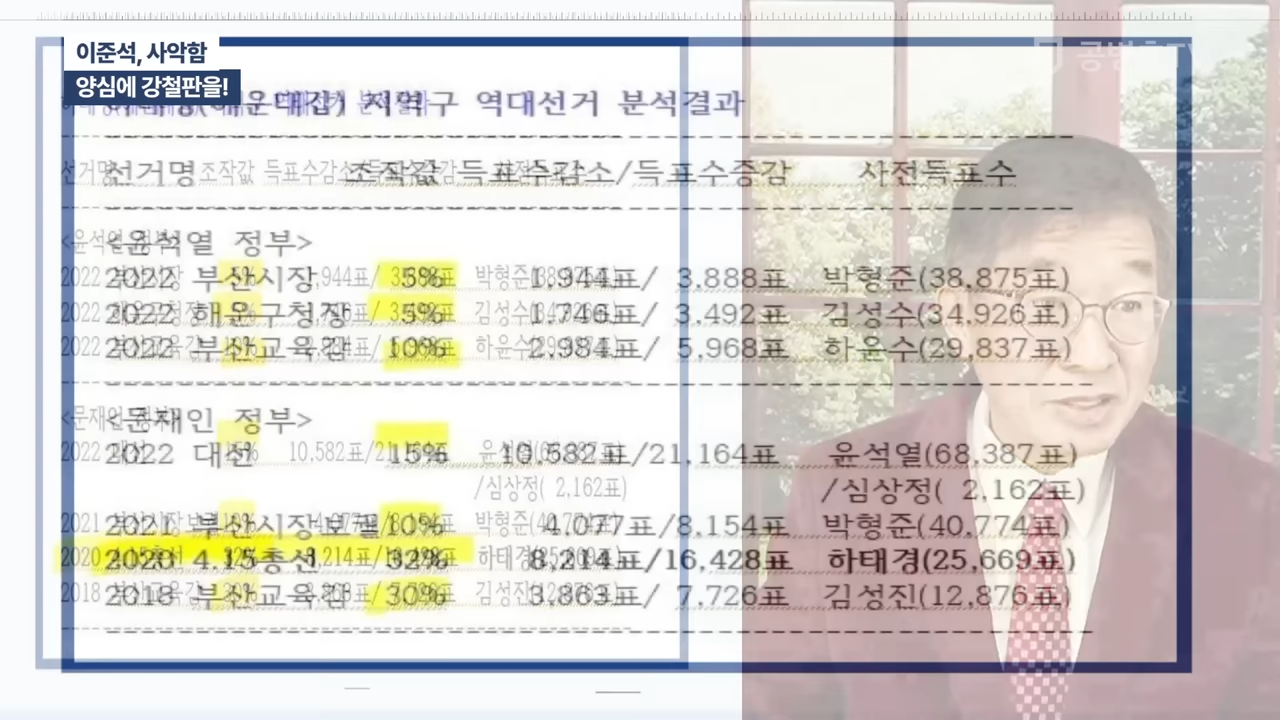 이준석, 사악함
양심에 강철판을!
지역구 역대선거 분석결과
선거명 조작값 득표수감소/득표수증감 사전득표수
<윤석열 정부>
2022 부산시장 5% 1,944표/ 3,888표 박형준(38,875표)
2022 해운구청장 5% 1,746표/ 3,492표 김성수(34,926표)
2022 부산교육감 10% 2,984표/ 5,968표 하윤수(29,837표)
<문재인 정부>
2022 대선 15% 10,582표/21,164표 윤석열(68,387표)
/심상정( 2,162표)
2021 부산시장보궐 10% 4,077표/8,154표 박형준(40,774표)
2020 4.15총선 32% 8,214표/16,428표 하태경(25,669표)
2018 부산교육감 30% 3,863표/ 7,726표 김성진(12,876표)